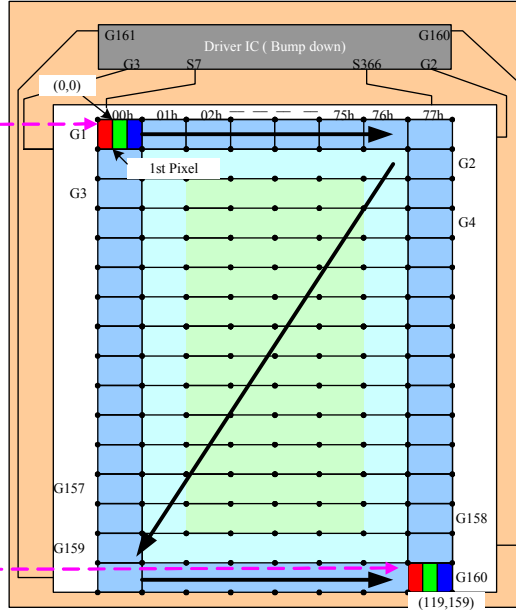 G161
G160
Driver IC ( Bump down)
G3
S7
S366
G2
(0,0)
00h
01h
02h
75h
76h
77h
G1
1st Pixel
G2
G3
G4
G157
G158
G159
G160
(119,159)